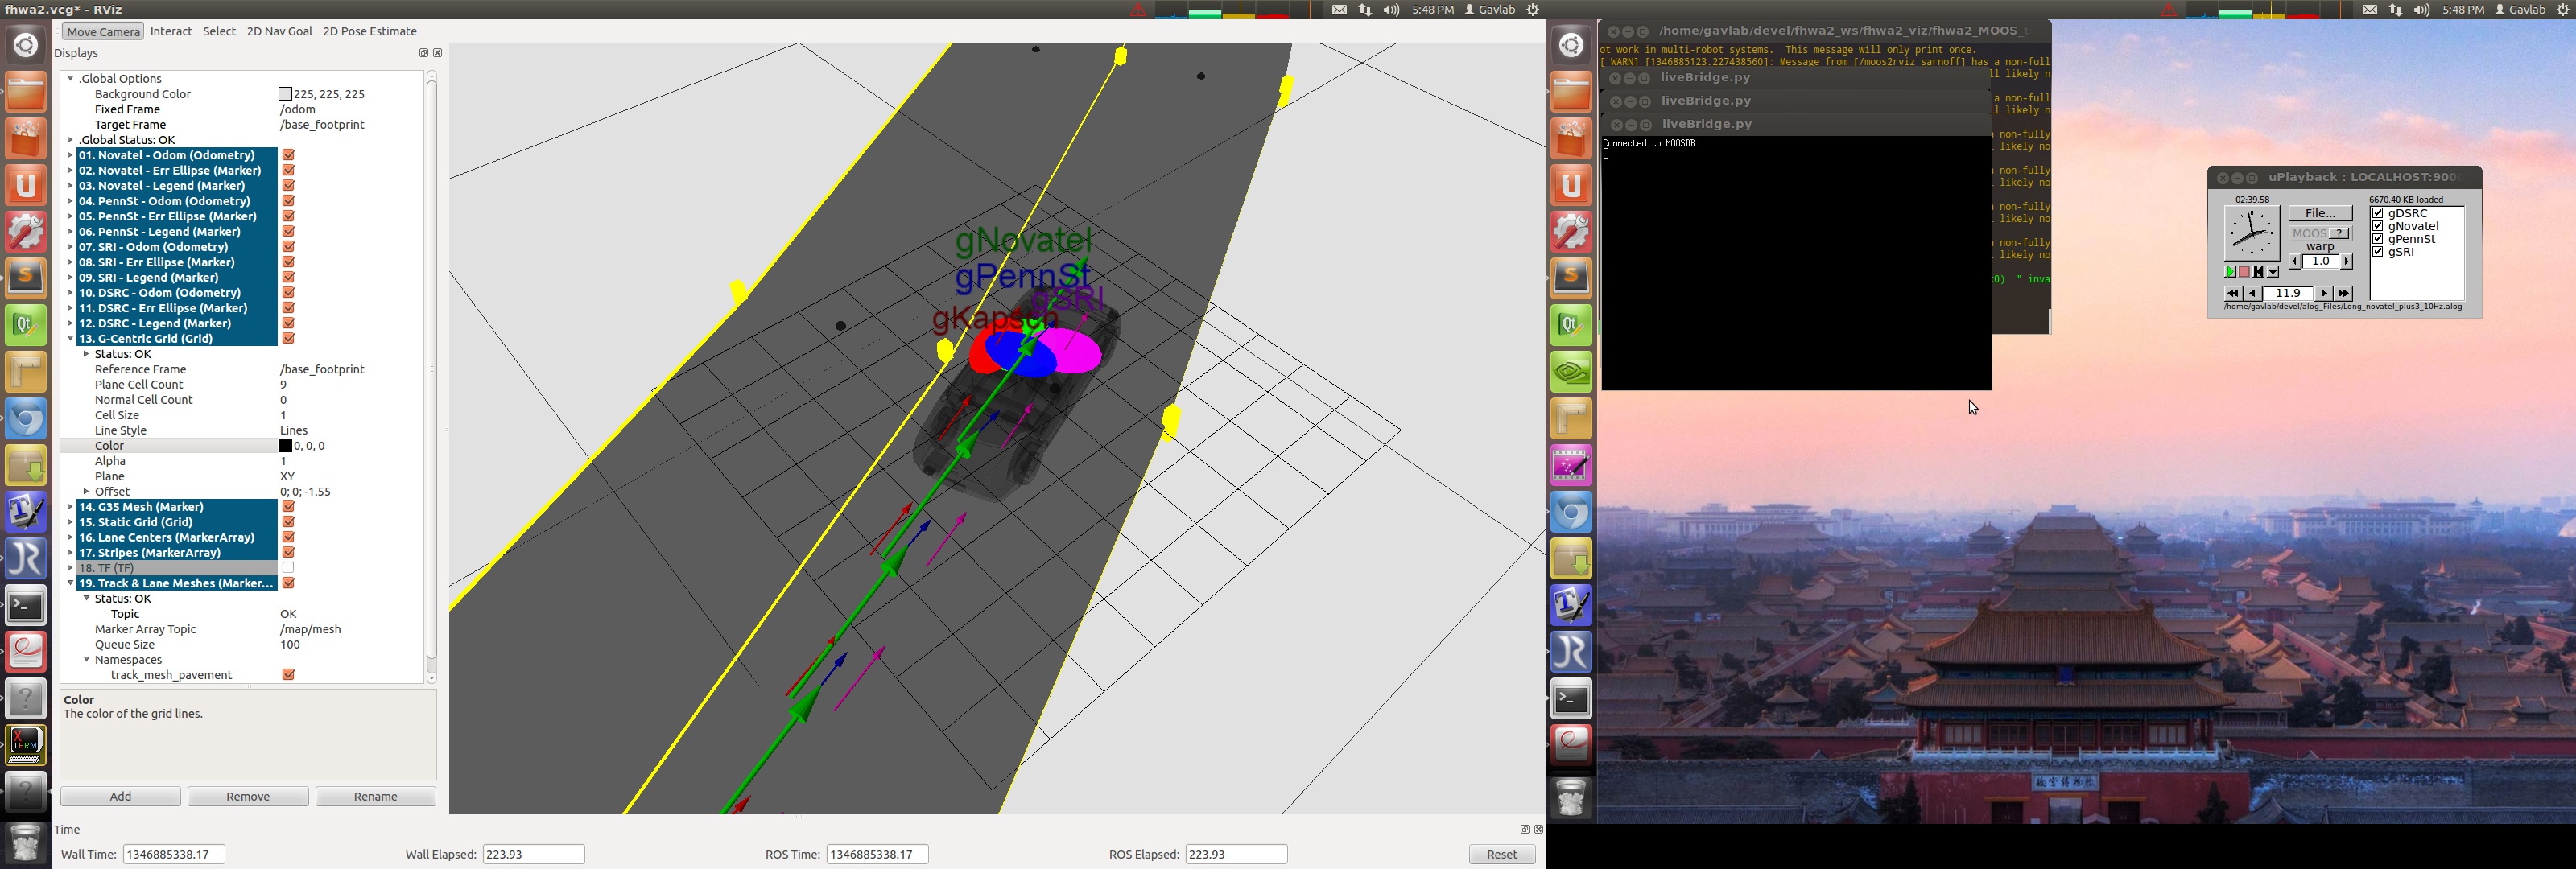 fhwa2.vcg* - RViz
5:48 PM
Gavlab
5:48 PM
Gavlab
Move Camera
Interact
Select
2D Nav Goal
2D Pose Estimate
Displays
.Global Options
Background Color
225, 225, 225
Fixed Frame
/odom
Target Frame
/base_footprint
.Global Status: OK
01. Novatel - Odom (Odometry)
02. Novatel - Err Ellipse (Marker)
03. Novatel - Legend (Marker)
04. PennSt - Odom (Odometry)
05. PennSt - Err Ellipse (Marker)
06. PennSt - Legend (Marker)
07. SRI - Odom (Odometry)
08. SRI - Err Ellipse (Marker)
09. SRI - Legend (Marker)
10. DSRC - Odom (Odometry)
11. DSRC - Err Ellipse (Marker)
12. DSRC - Legend (Marker)
13. G-Centric Grid (Grid)
Status: OK
Reference Frame
/base_footprint
Plane Cell Count
9
Normal Cell Count
0
Cell Size
1
Line Style
Lines
Color
0, 0, 0
Alpha
1
Plane
XY
Offset
0; 0; -1.55
14. G35 Mesh (Marker)
15. Static Grid (Grid)
16. Lane Centers (MarkerArray)
17. Stripes (MarkerArray)
18. TF (TF)
19. Track & Lane Meshes (Marker...
Status: OK
Topic
OK
Marker Array Topic
/map/mesh
Queue Size
100
Namespaces
track_mesh_pavement
Color
The color of the grid lines.
Add
Remove
Rename
gNovatel
gPennSt
gSRI
gKapsch
Time
Wall Time:
1346885338.17
Wall Elapsed:
223.93
ROS Time:
1346885338.17
ROS Elapsed:
223.93
Reset
/home/gavlab/devel/fhwa2_ws/fhwa2_viz/fhwa2_MOOS_
ot work in multi-robot systems.  This message will only print once.
[ WARN] [1346885123.227438560]: Message from [/moos2rviz_sarnoff] has a non-full
ll likely n
liveBridge.py
a non-full
ll likely n
liveBridge.py
liveBridge.py
Connected to MOOSDB
a non-fully
likely no
a non-fully
likely no
a non-fully
likely no
a non-fully
likely no
a non-fully
likely no
:0)  " inva
uPlayback : LOCALHOST:900
02:39.58
6670.40 KB loaded
File...
MOOS ?
warp
1.0
11.9
gDSRC
gNovatel
gPennSt
gSRI
/home/gavlab/devel/alog_Files/Long_novatel_plus3_10Hz.alog
XTERM